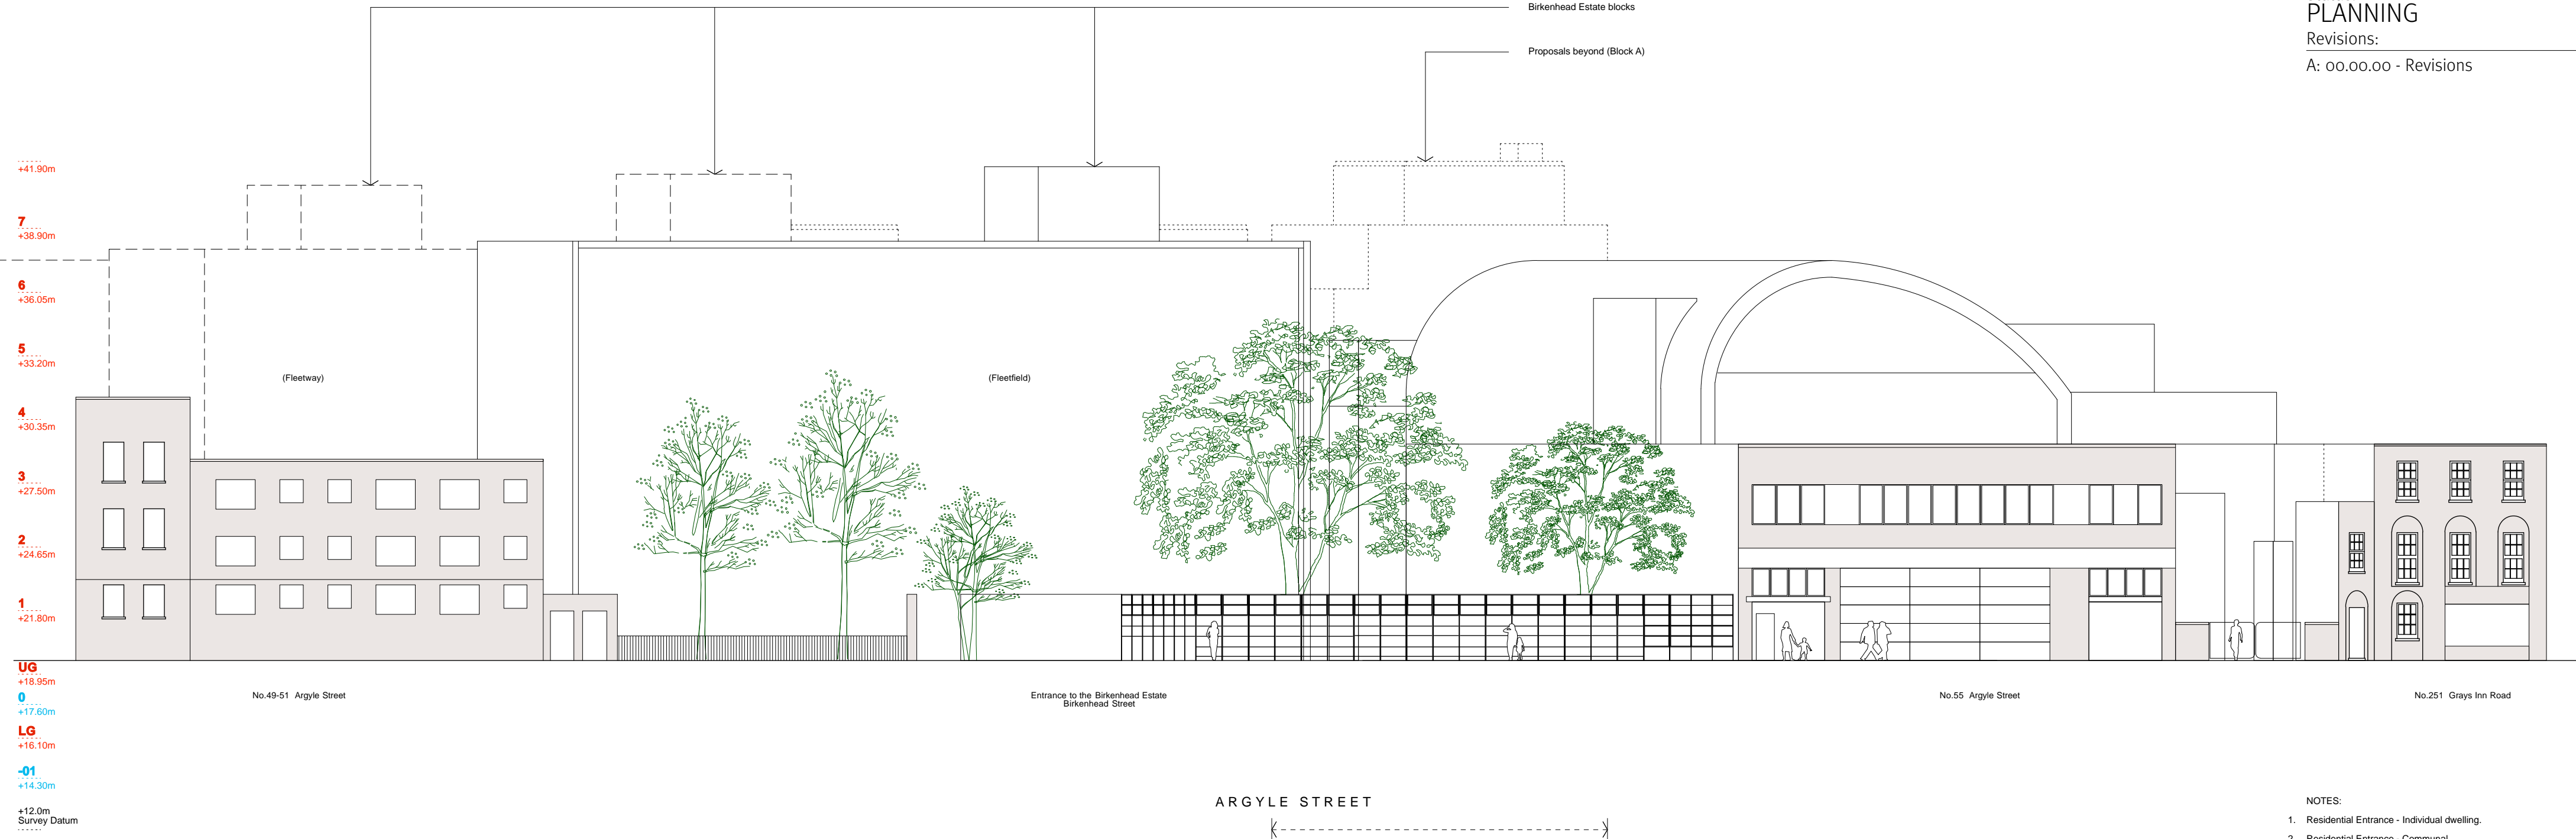 Birkenhead Estate blocks
Proposals beyond (Block A)
PLANNING
Revisions:
A: 00.00.00 - Revisions
+41.90m
7
+38.90m
6
+36.05m
5
+33.20m
4
+30.35m
3
+27.50m
2
+24.65m
1
+21.80m
UG
+18.95m
0
+17.60m
LG
+16.10m
-01
+14.30m
+12.0m
Survey Datum
(Fleetway)
(Fleetfield)
No.49-51 Argyle Street
Entrance to the Birkenhead Estate
Birkenhead Street
No.55 Argyle Street
No.251 Grays Inn Road
ARGYLE STREET
NOTES:
1. Residential Entrance - Individual dwelling.
2. Residential Entrance - Communal